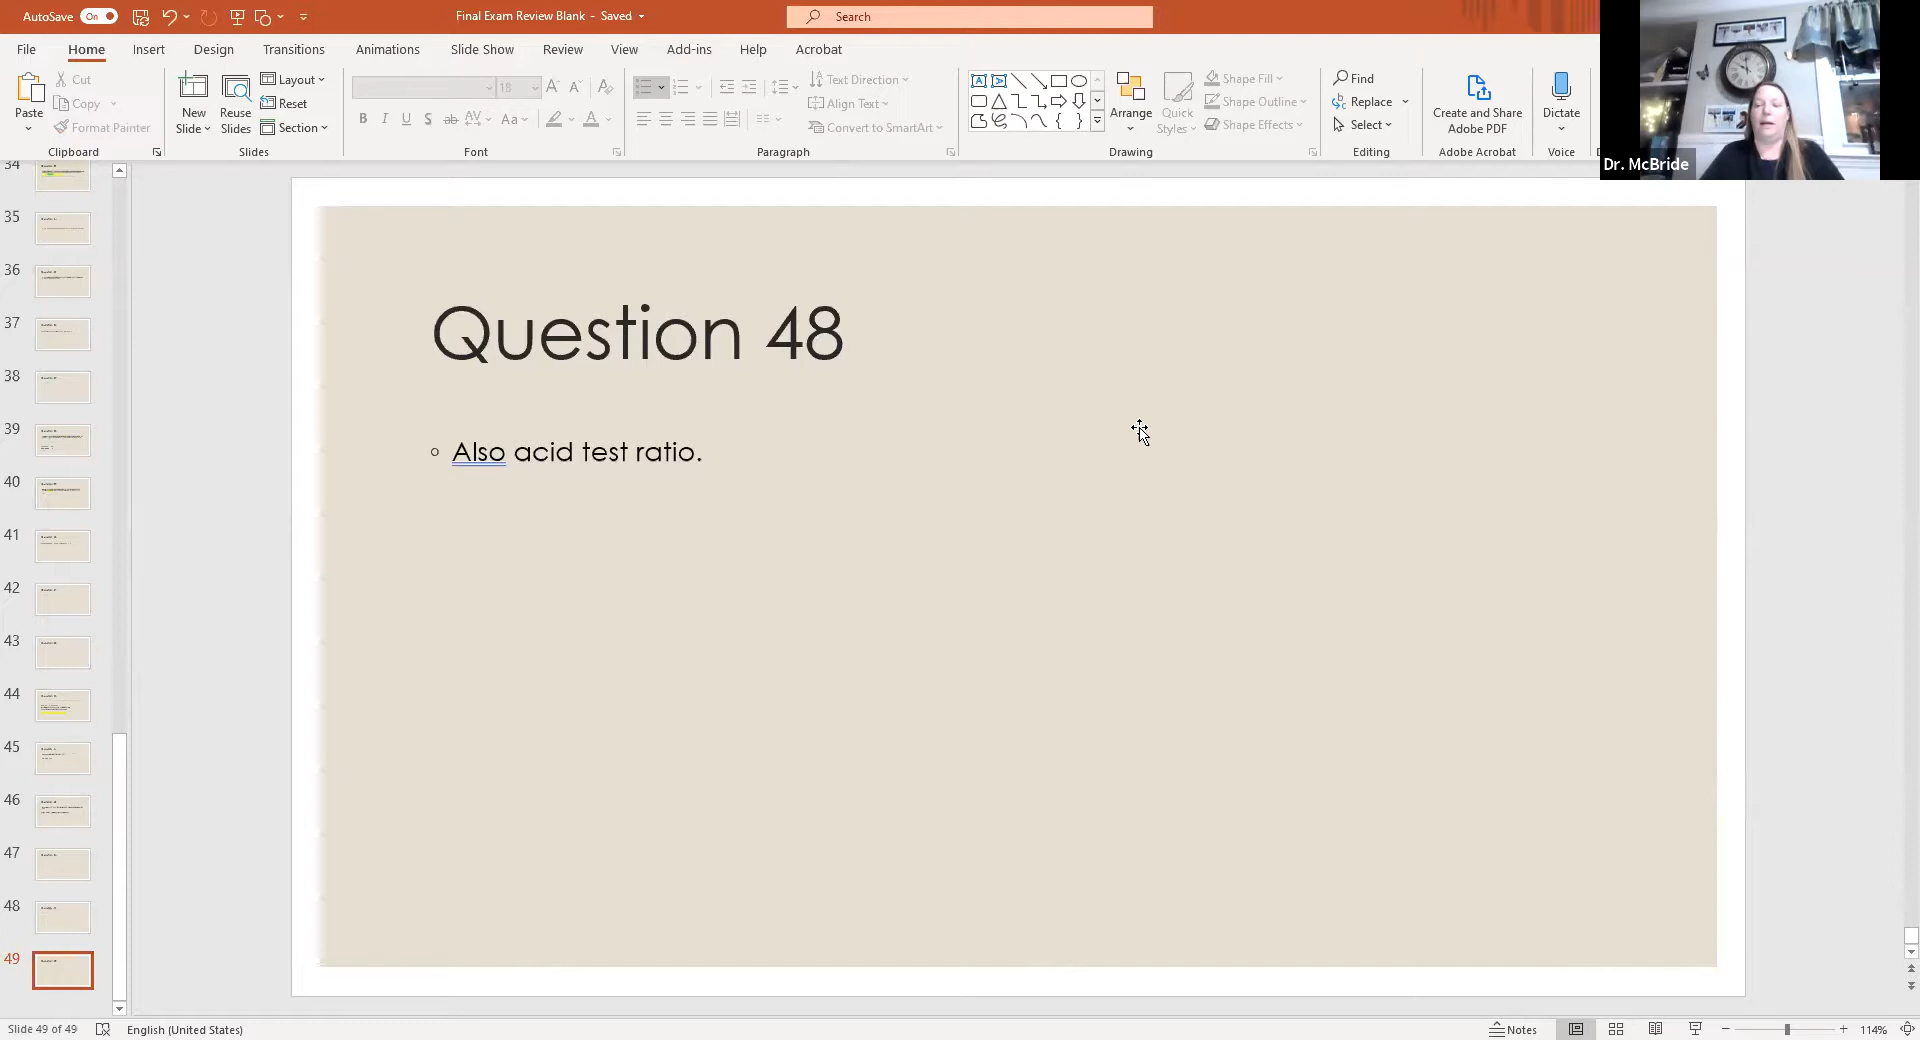 AutoSave On Final Exam Review Blank - Saved Search
File Home Insert Design Transitions Animations Slide Show Review View Add-ins Help Acrobat
Paste
Cut
Copy
Format Painter
Clipboard
New Slide
Reuse Slides
Layout
Reset
Section
Slides
18
B I U S ab AV Aa A
Font
Text Direction
Align Text
Convert to SmartArt
Paragraph
Arrange
Quick Styles
Shape Fill
Shape Outline
Shape Effects
Drawing
Find
Replace
Select
Editing
Create and Share Adobe PDF
Adobe Acrobat
Dictate
Voice
Dr. McBride
34
35
36
37
38
39
40
41
42
43
44
45
46
47
48
49
Question 48
Also acid test ratio.
Slide 49 of 49 English (United States) Notes 114%